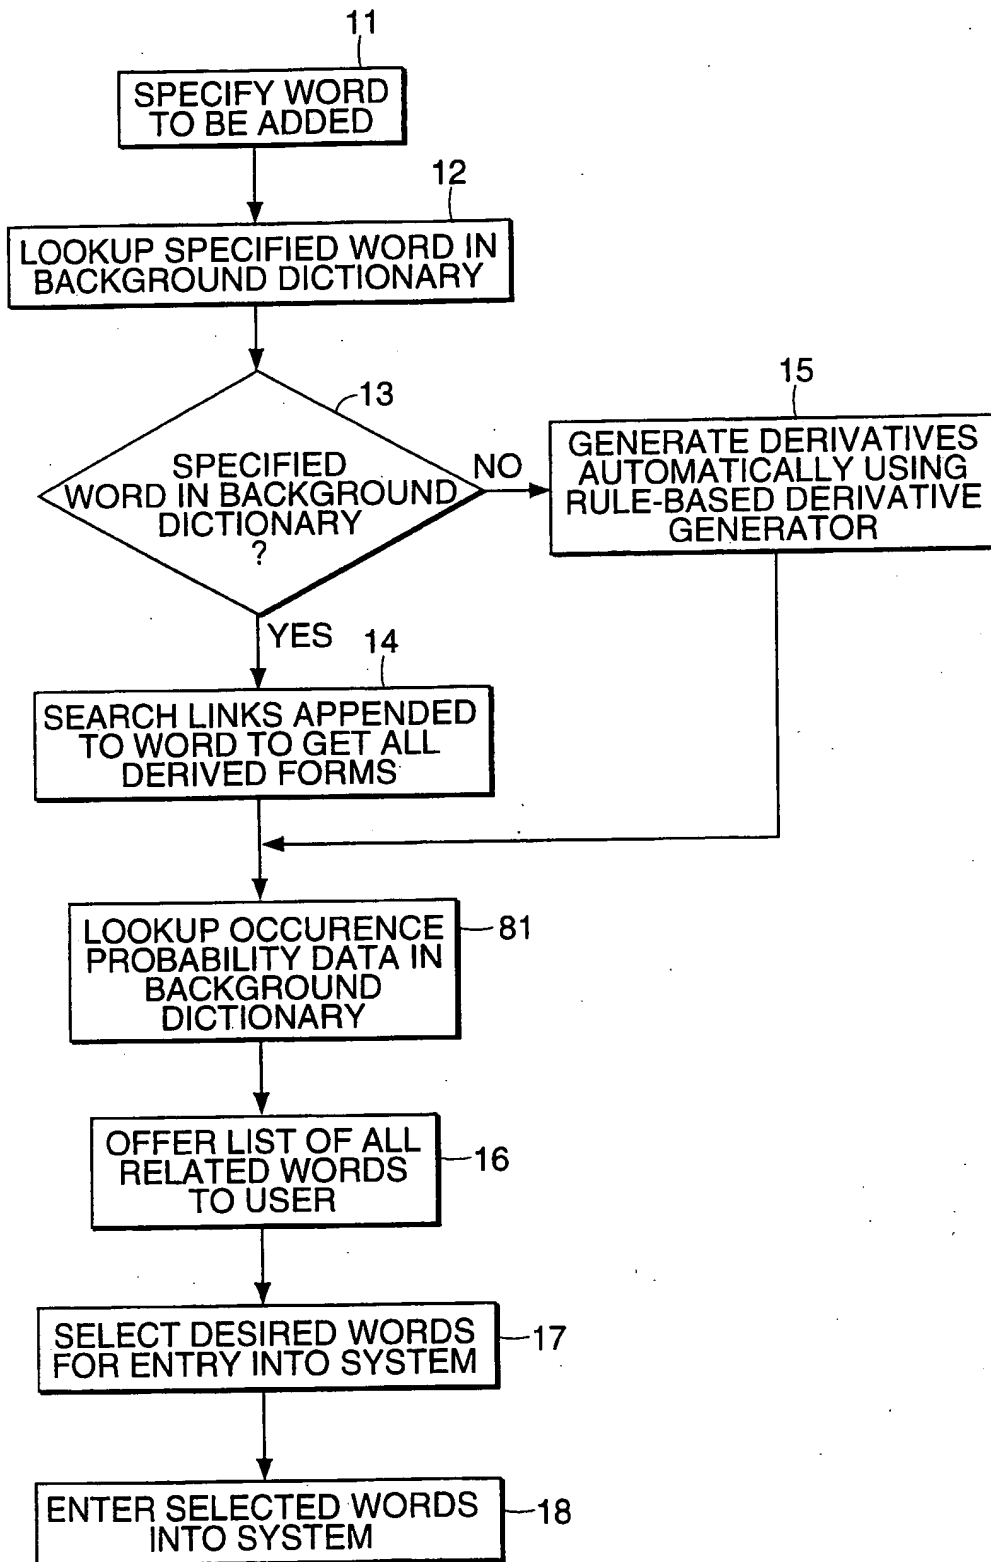 11
SPECIFY WORD
TO BE ADDED
12
LOOKUP SPECIFIED WORD IN
BACKGROUND DICTIONARY
13
SPECIFIED
WORD IN BACKGROUND
DICTIONARY
?
NO
15
GENERATE DERIVATIVES
AUTOMATICALLY USING
RULE-BASED DERIVATIVE
GENERATOR
YES
14
SEARCH LINKS APPENDED
TO WORD TO GET ALL
DERIVED FORMS
LOOKUP OCCURENCE
PROBABILITY DATA IN
BACKGROUND
DICTIONARY
81
OFFER LIST OF ALL
RELATED WORDS
TO USER
16
SELECT DESIRED WORDS
FOR ENTRY INTO SYSTEM
17
ENTER SELECTED WORDS
INTO SYSTEM
18